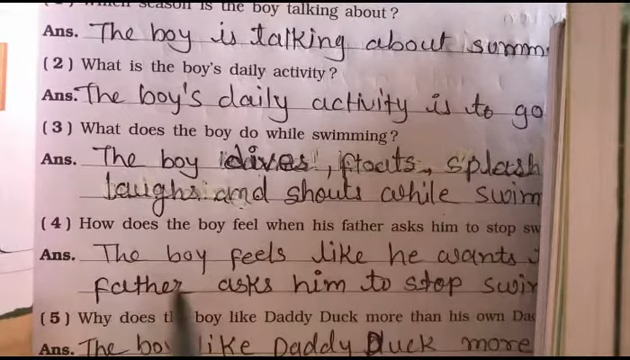 season is the boy talking about?
Ans. The boy is talking about summ
(2) What is the boy's daily activity?
Ans. The boy's daily activity is to go
(3) What does the boy do while swimming?
Ans. The boy dives, floats, splash
laughs and shouts while swim
(4) How does the boy feel when his father asks him to stop sw
Ans. The boy feels like he wants
father asks him to stop swi
(5) Why does t boy like Daddy Duck more than his own Da
Ans. The boy like Daddy Duck more